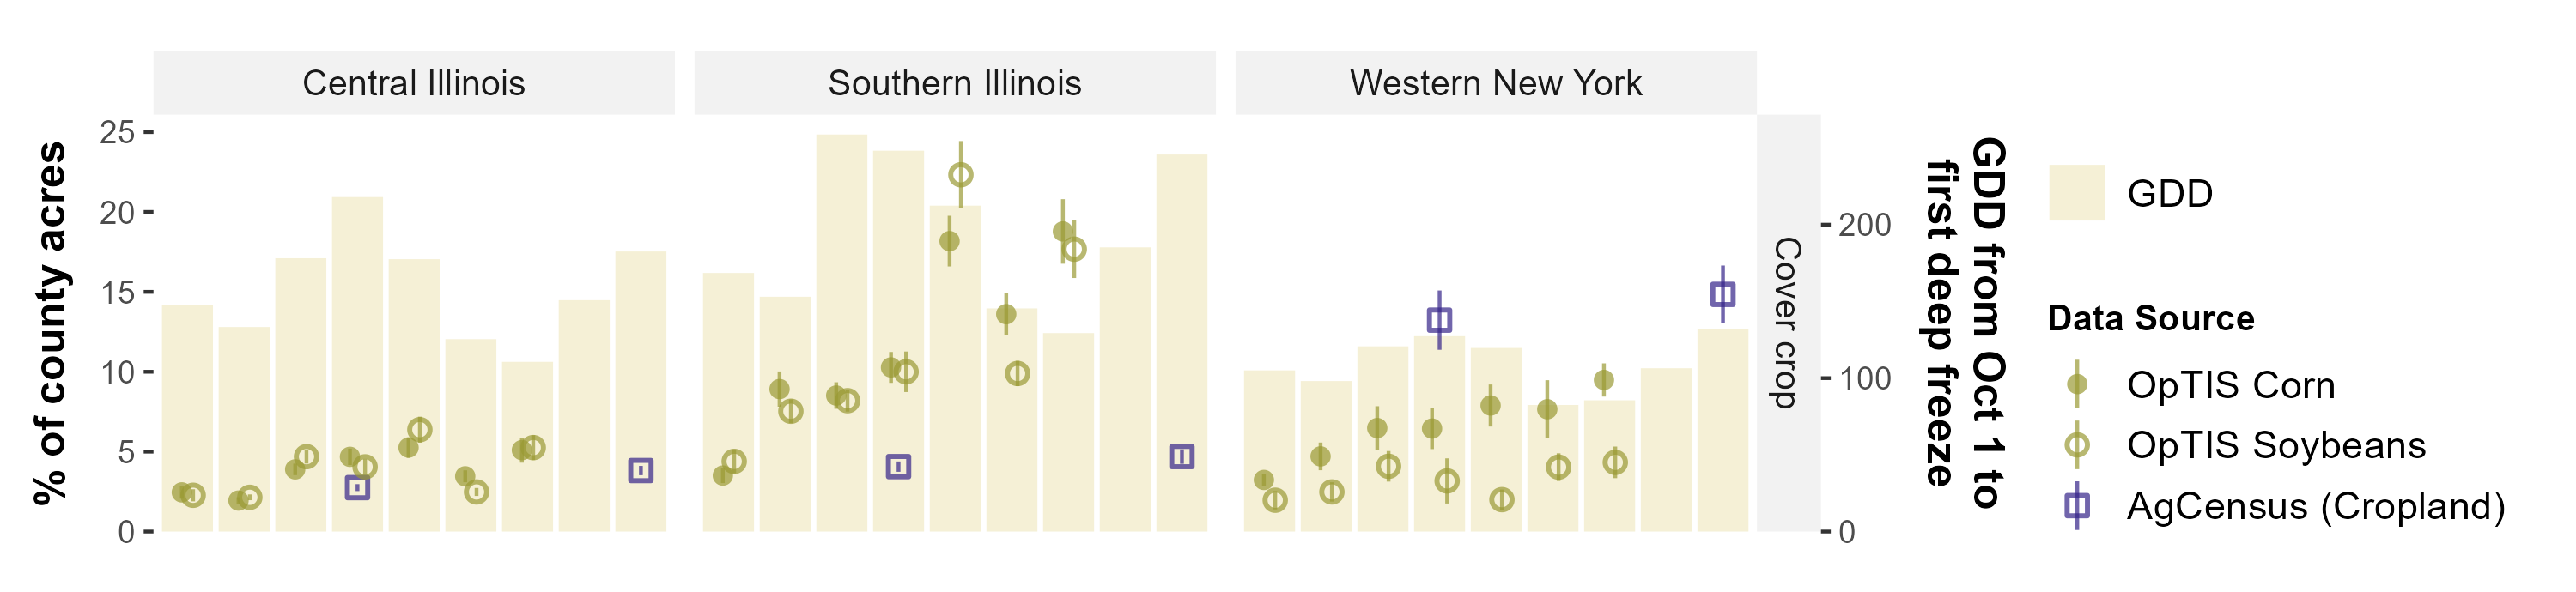 Central Illinois
Southern Illinois
Western New York
% of county acres
25
20
15
10
5
0
Cover crop
200
100
0
GDD from Oct 1 to
first deep freeze
GDD
Data Source
OpTIS Corn
OpTIS Soybeans
AgCensus (Cropland)